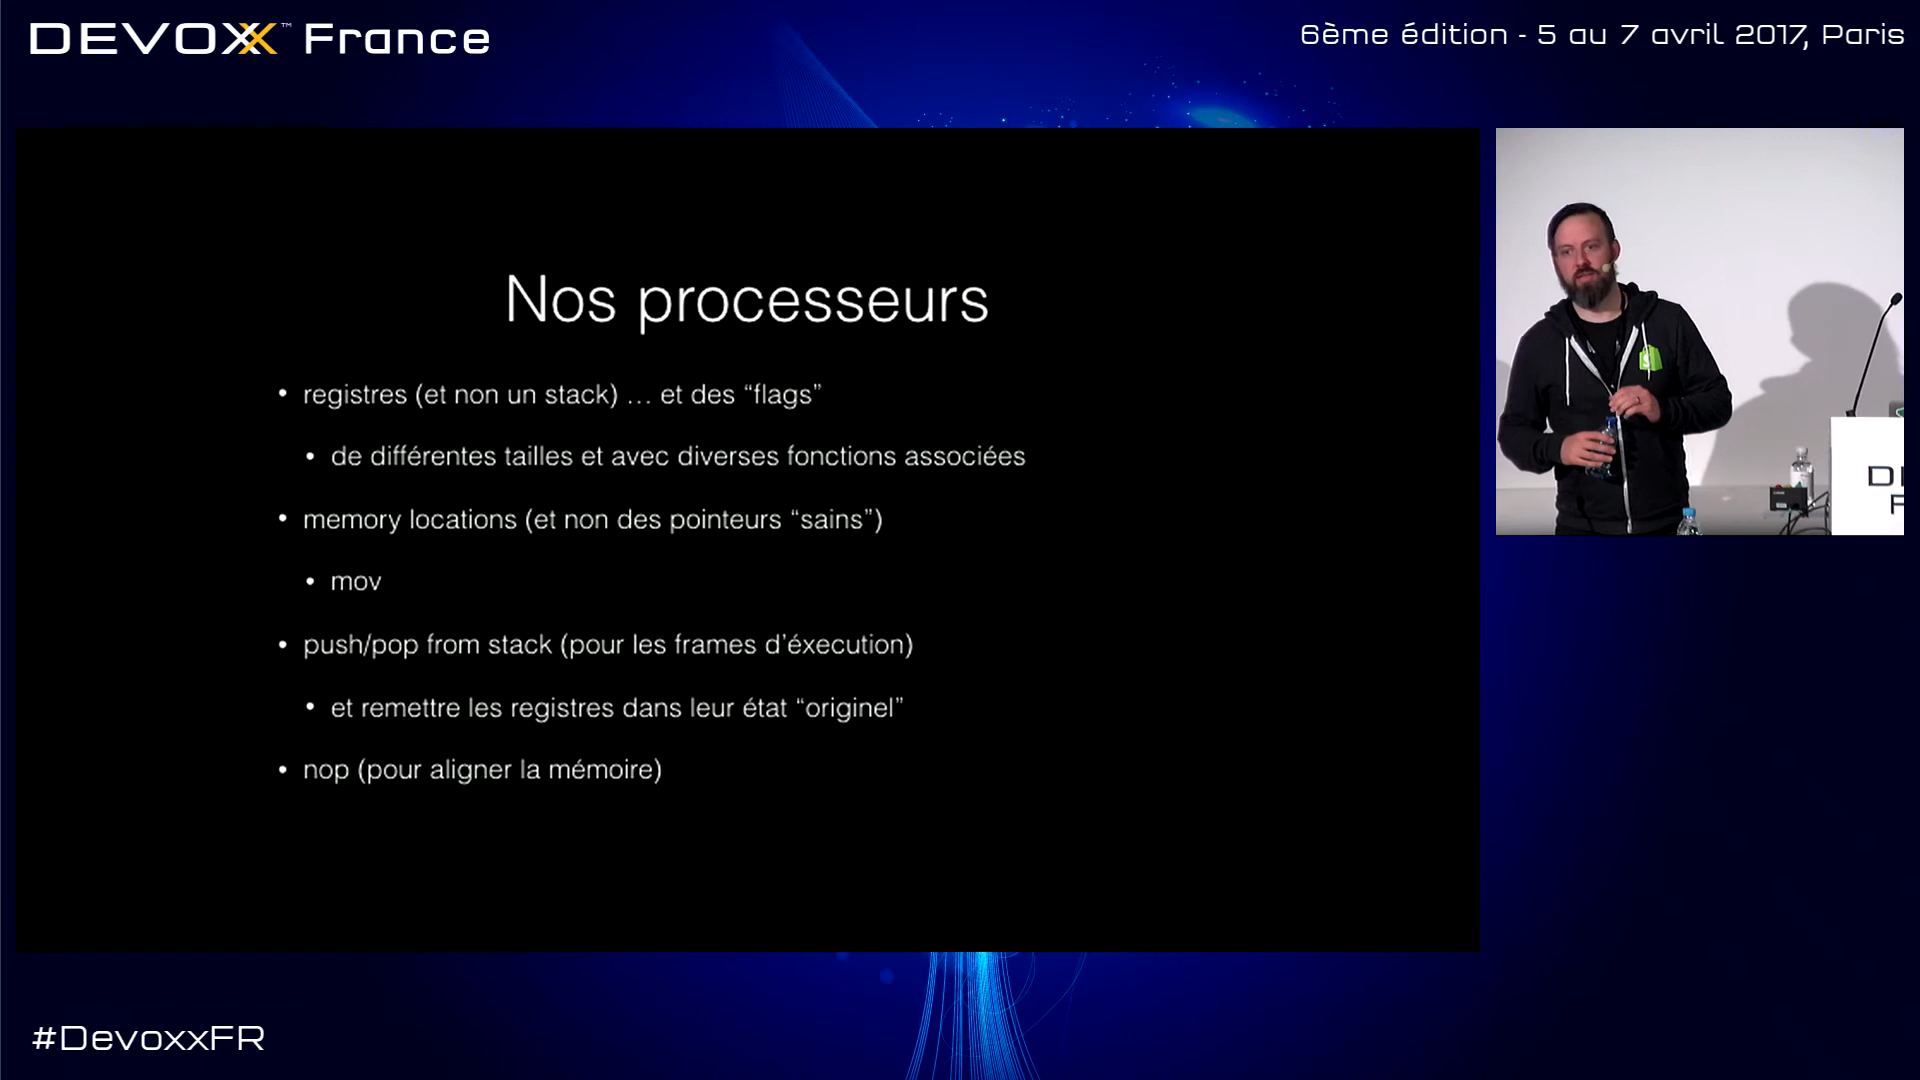 DEVOXX™ France
6ème édition - 5 au 7 avril 2017, Paris
Nos processeurs
• registres (et non un stack) … et des “flags”
• de différentes tailles et avec diverses fonctions associées
• memory locations (et non des pointeurs “sains”)
• mov
• push/pop from stack (pour les frames d’éxecution)
• et remettre les registres dans leur état “originel”
• nop (pour aligner la mémoire)
#DevoxxFR